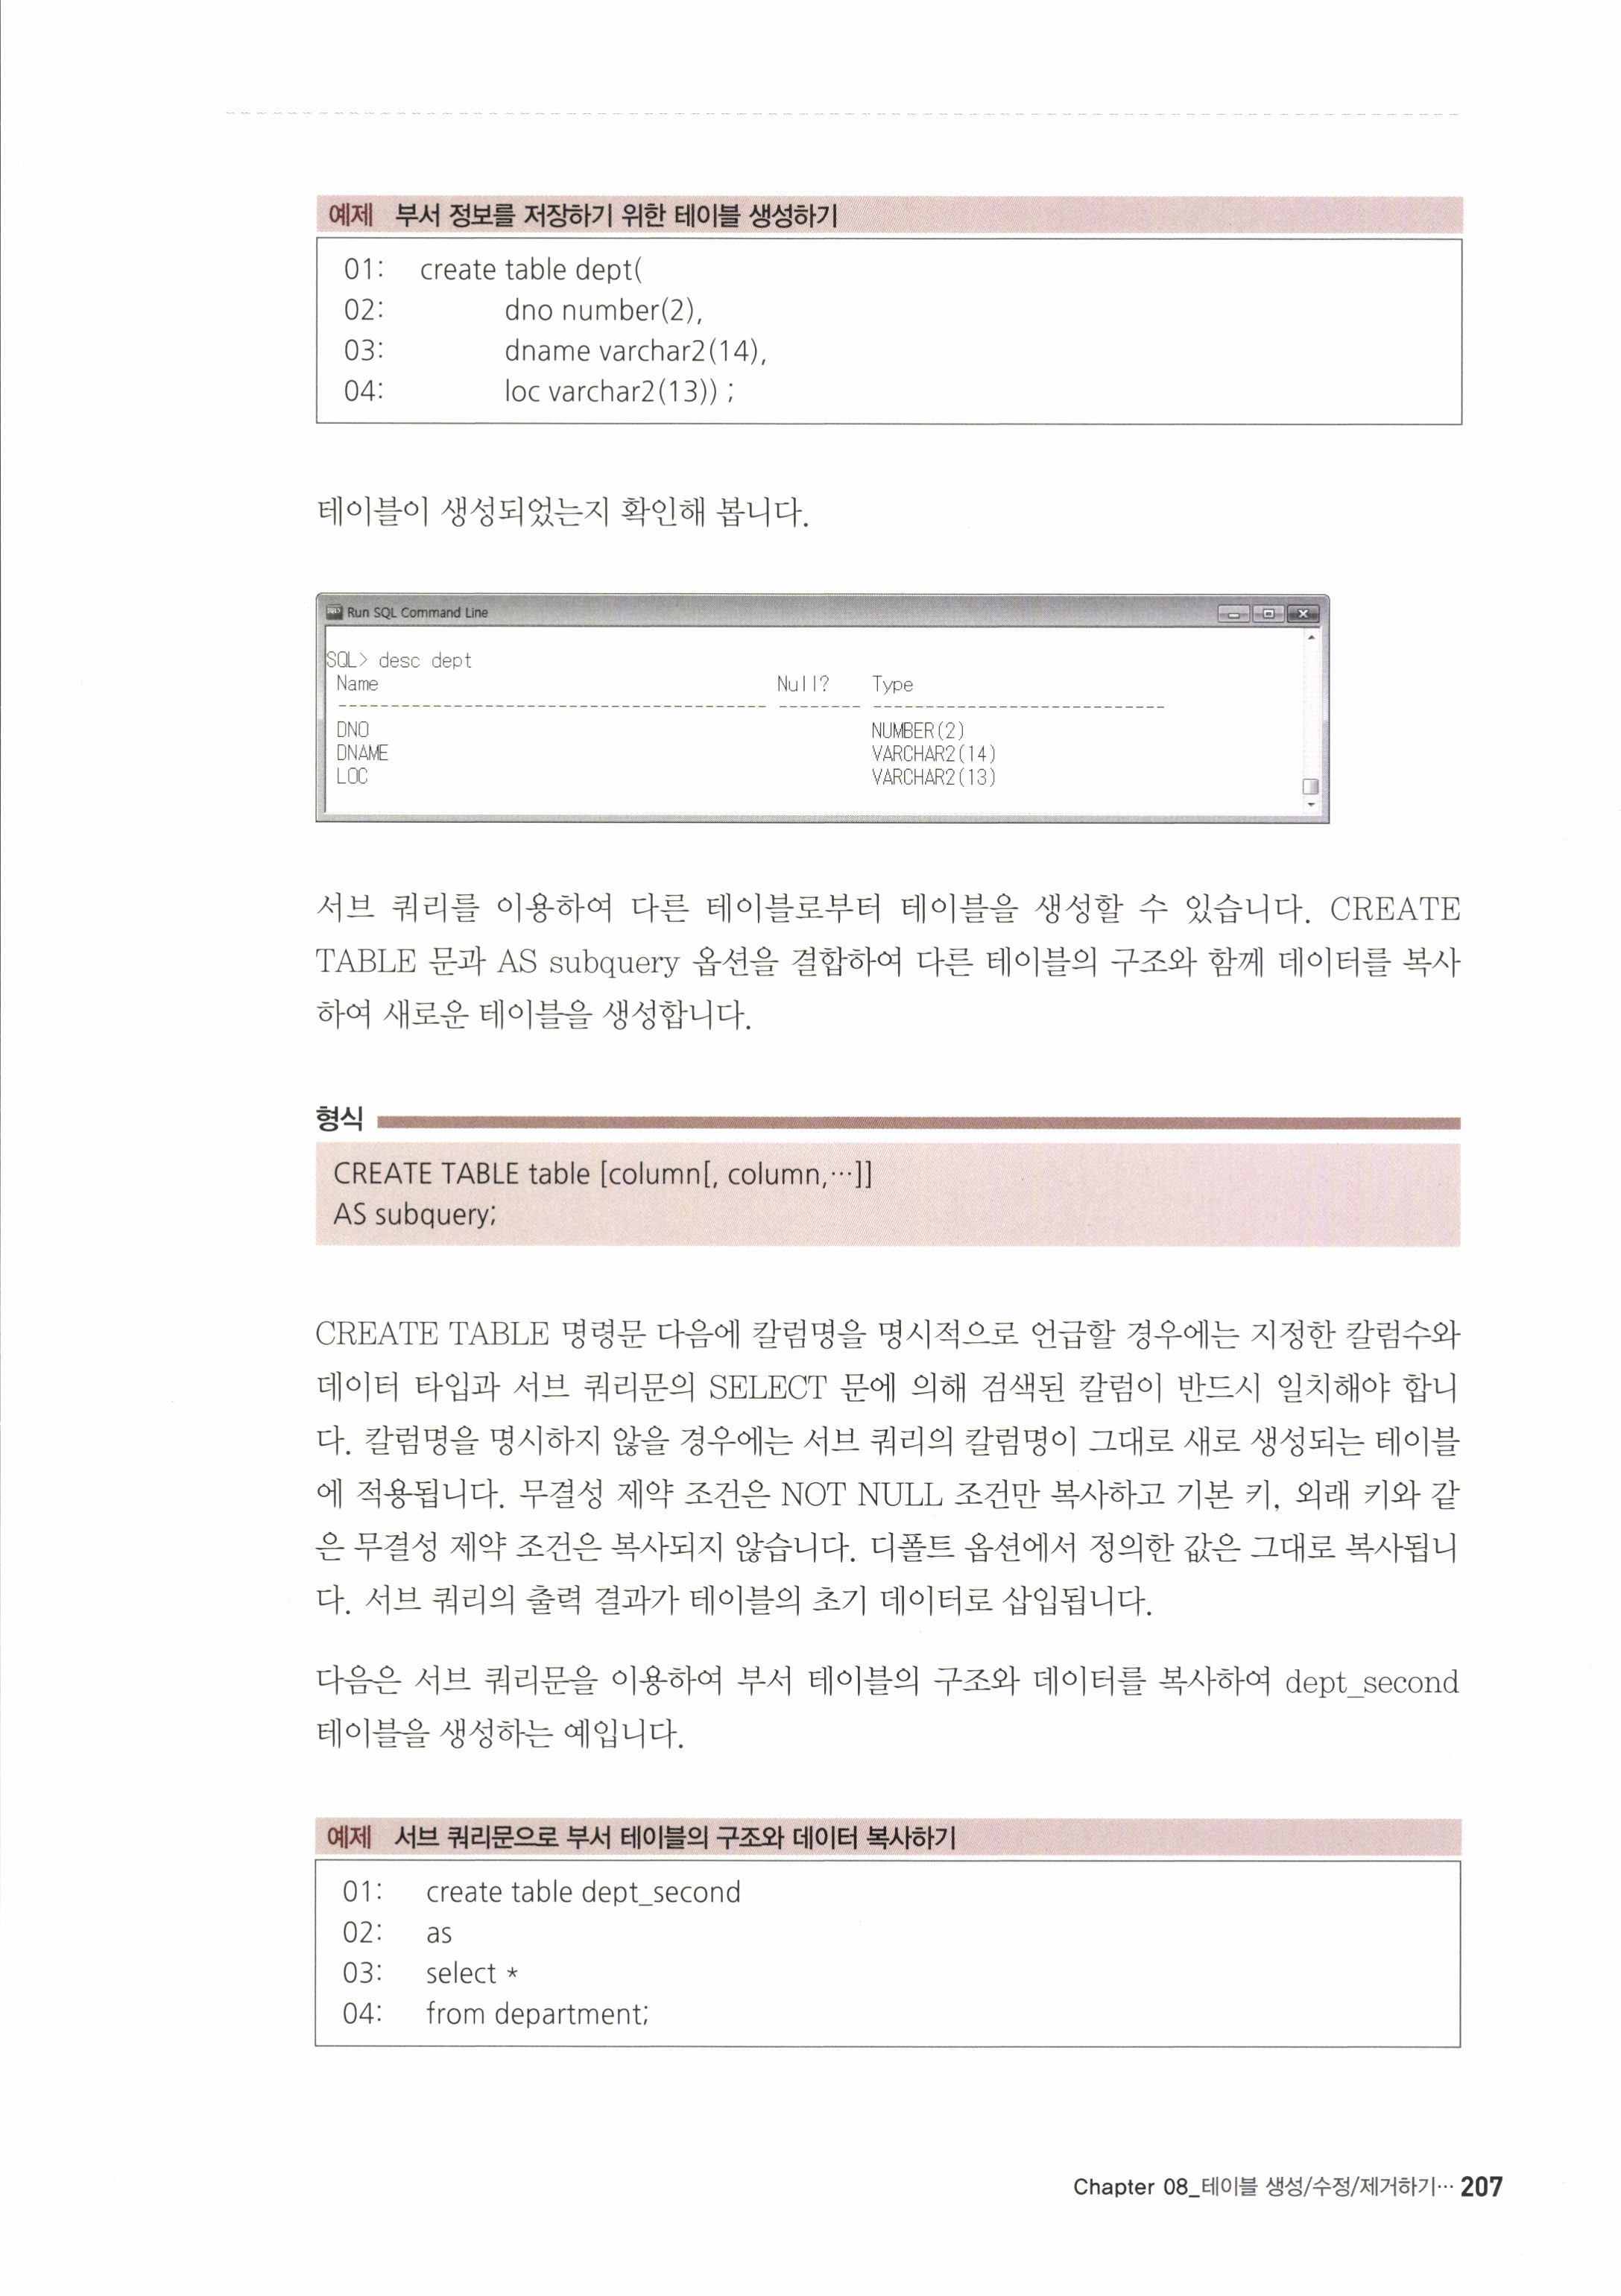 예제 부서 정보를 저장하기 위한 테이블 생성하기
01: create table dept(
02: dno number(2),
03: dname varchar2(14),
04: loc varchar2(13)) ;
테이블이 생성되었는지 확인해 봅니다.
Run SQL Command Line
SQL> desc dept
Name Null? Type
---------------------------------------- -------- ---------------------------
DNO NUMBER(2)
DNAME VARCHAR2(14)
LOC VARCHAR2(13)
서브 쿼리를 이용하여 다른 테이블로부터 테이블을 생성할 수 있습니다. CREATE
TABLE 문과 AS subquery 옵션을 결합하여 다른 테이블의 구조와 함께 데이터를 복사
하여 새로운 테이블을 생성합니다.
형식
CREATE TABLE table [column[, column,…]]
AS subquery;
CREATE TABLE 명령문 다음에 칼럼명을 명시적으로 언급할 경우에는 지정한 칼럼수와
데이터 타입과 서브 쿼리문의 SELECT 문에 의해 검색된 칼럼이 반드시 일치해야 합니
다. 칼럼명을 명시하지 않을 경우에는 서브 쿼리의 칼럼명이 그대로 새로 생성되는 테이블
에 적용됩니다. 무결성 제약 조건은 NOT NULL 조건만 복사하고 기본 키, 외래 키와 같
은 무결성 제약 조건은 복사되지 않습니다. 디폴트 옵션에서 정의한 값은 그대로 복사됩니
다. 서브 쿼리의 출력 결과가 테이블의 초기 데이터로 삽입됩니다.
다음은 서브 쿼리문을 이용하여 부서 테이블의 구조와 데이터를 복사하여 dept_second
테이블을 생성하는 예입니다.
예제 서브 쿼리문으로 부서 테이블의 구조와 데이터 복사하기
01: create table dept_second
02: as
03: select *
04: from department;
Chapter 08_테이블 생성/수정/제거하기… 207